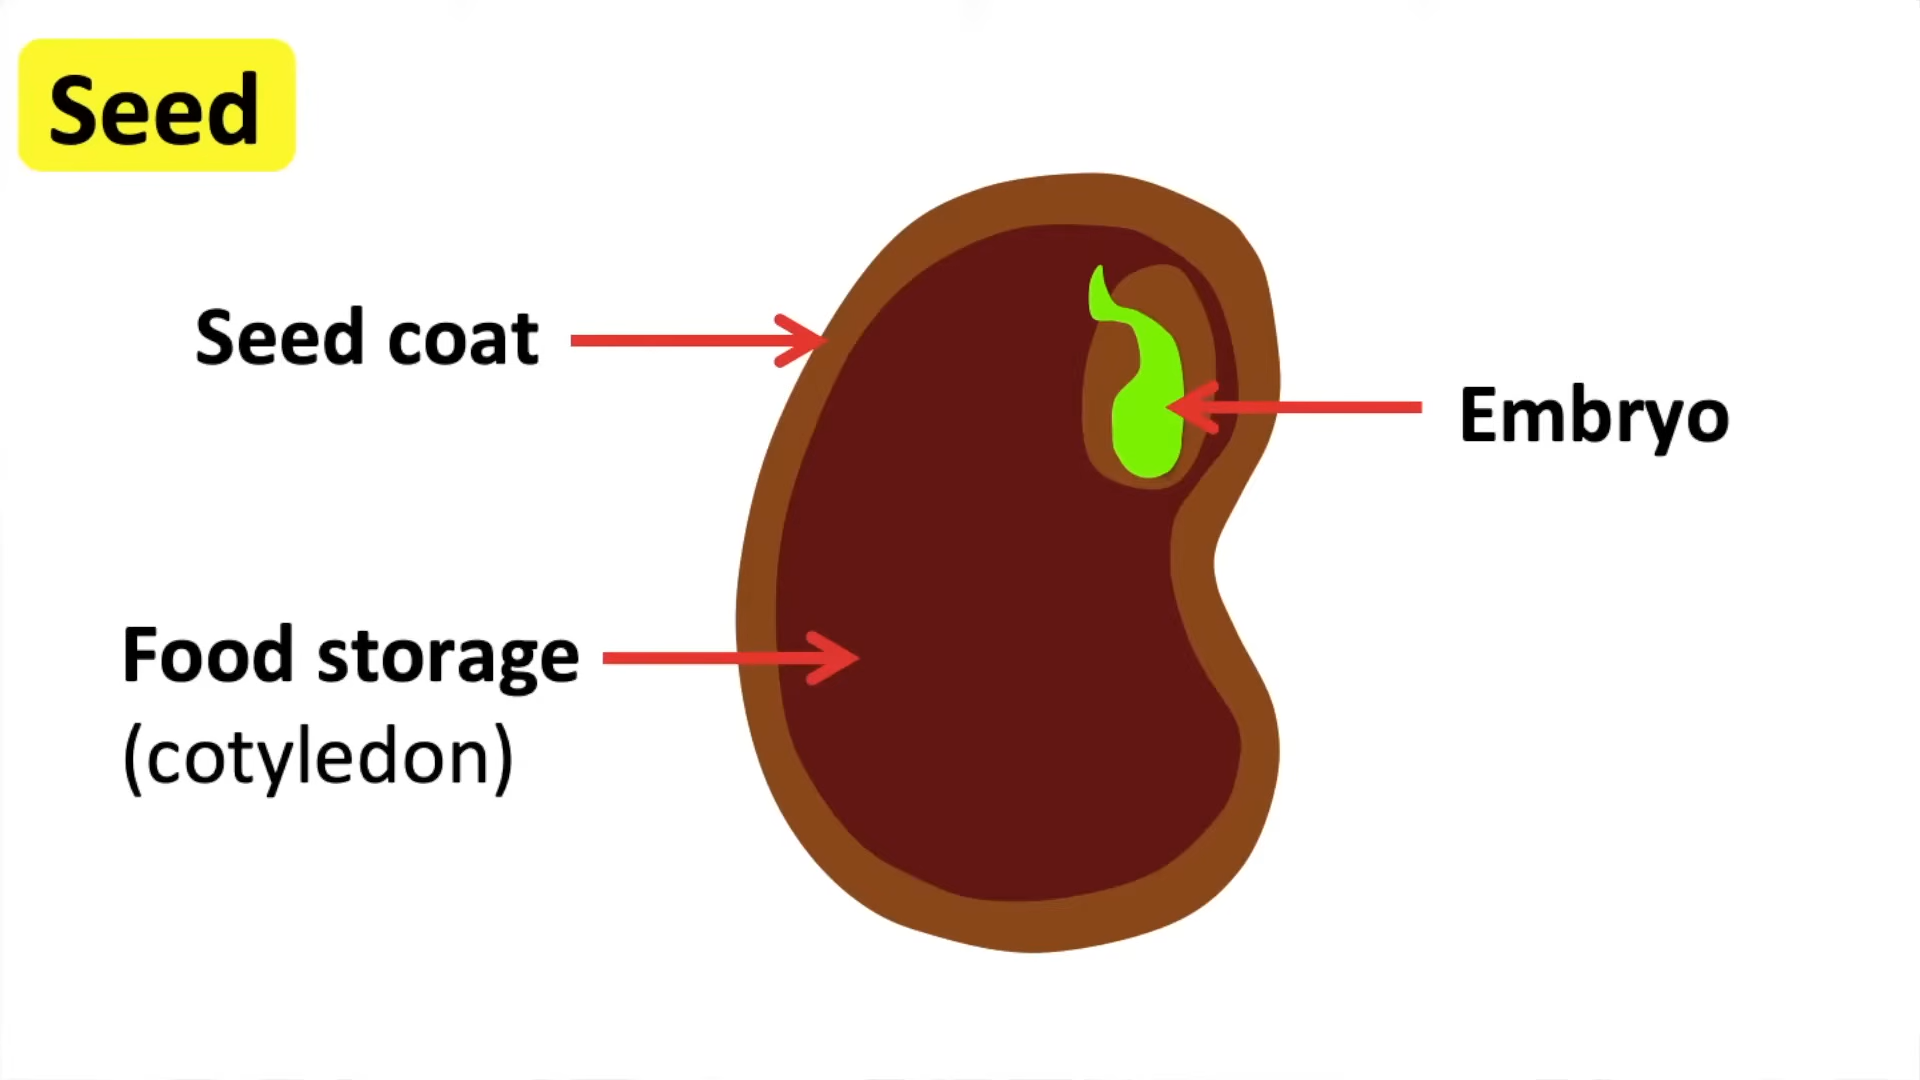 Seed
Seed coat
Embryo
Food storage
(cotyledon)